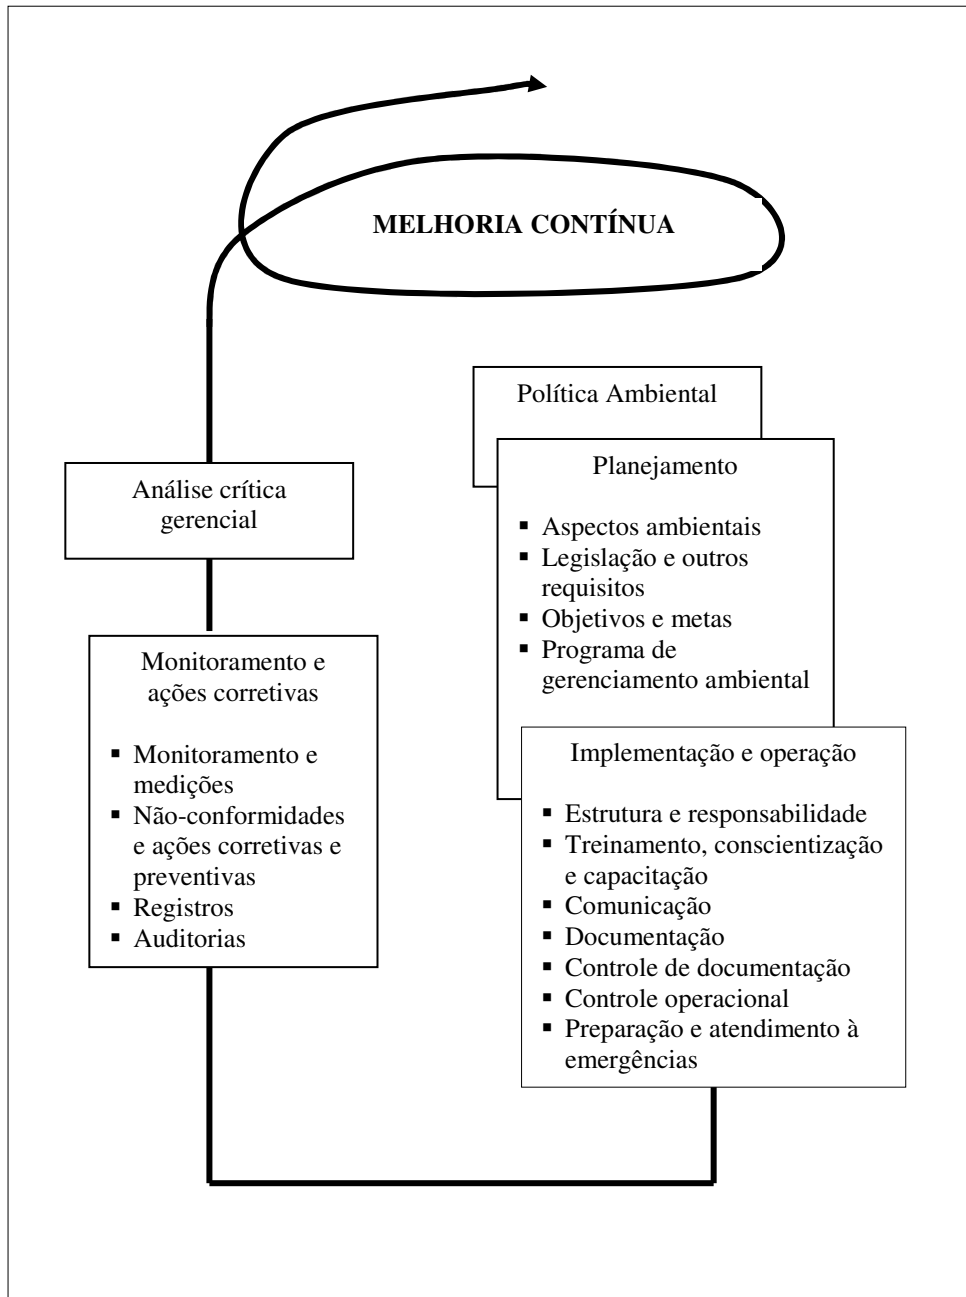 MELHORIA CONTÍNUA
Política Ambiental
Planejamento
▪ Aspectos ambientais
▪ Legislação e outros
requisitos
▪ Objetivos e metas
▪ Programa de
gerenciamento ambiental
Implementação e operação
▪ Estrutura e responsabilidade
▪ Treinamento, conscientização
e capacitação
▪ Comunicação
▪ Documentação
▪ Controle de documentação
▪ Controle operacional
▪ Preparação e atendimento à
emergências
Análise crítica
gerencial
Monitoramento e
ações corretivas
▪ Monitoramento e
medições
▪ Não-conformidades
e ações corretivas e
preventivas
▪ Registros
▪ Auditorias